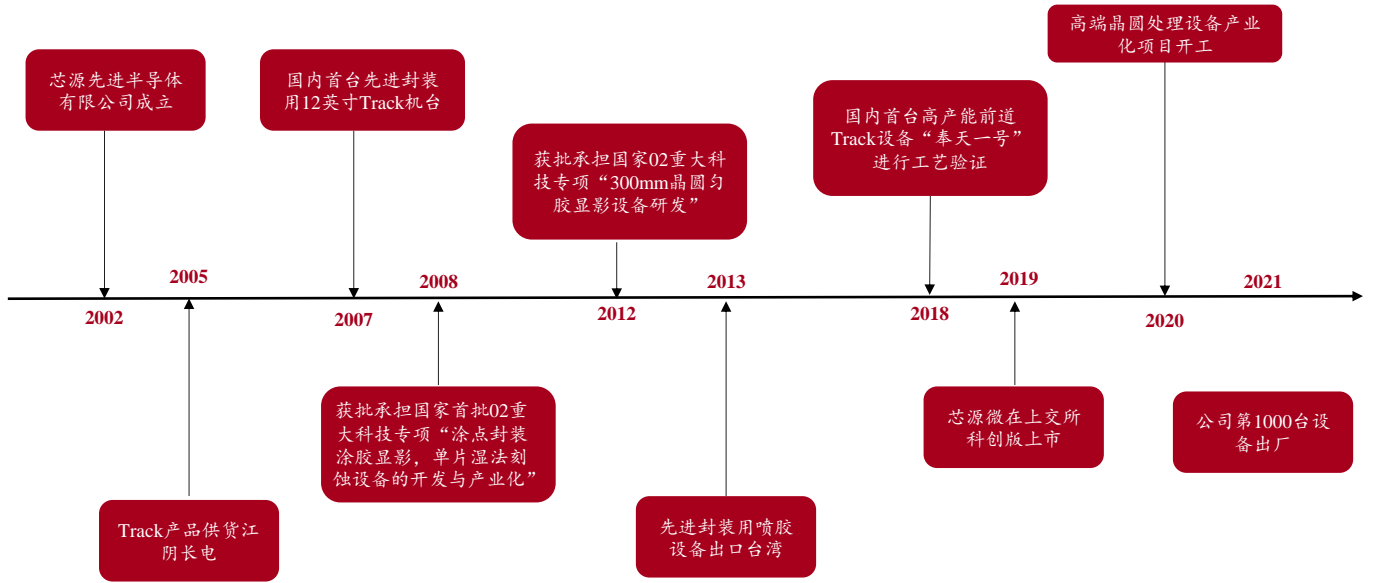 芯源先进半导体
有限公司成立
国内首台先进封装
用12英寸Track机台
获批承担国家02重大科
技专项“300mm晶圆匀
胶显影设备研发”
国内首台高产能前道
Track设备“奉天一号”
进行工艺验证
高端晶圆处理设备产业
化项目开工
2005
2008
2013
2019
2021
2002
2007
2012
2018
2020
Track产品供货江
阴长电
获批承担国家首批02重
大科技专项“涂点封装
涂胶显影，单片湿法刻
蚀设备的开发与产业化”
先进封装用喷胶
设备出口台湾
芯源微在上交所
科创版上市
公司第1000台设
备出厂